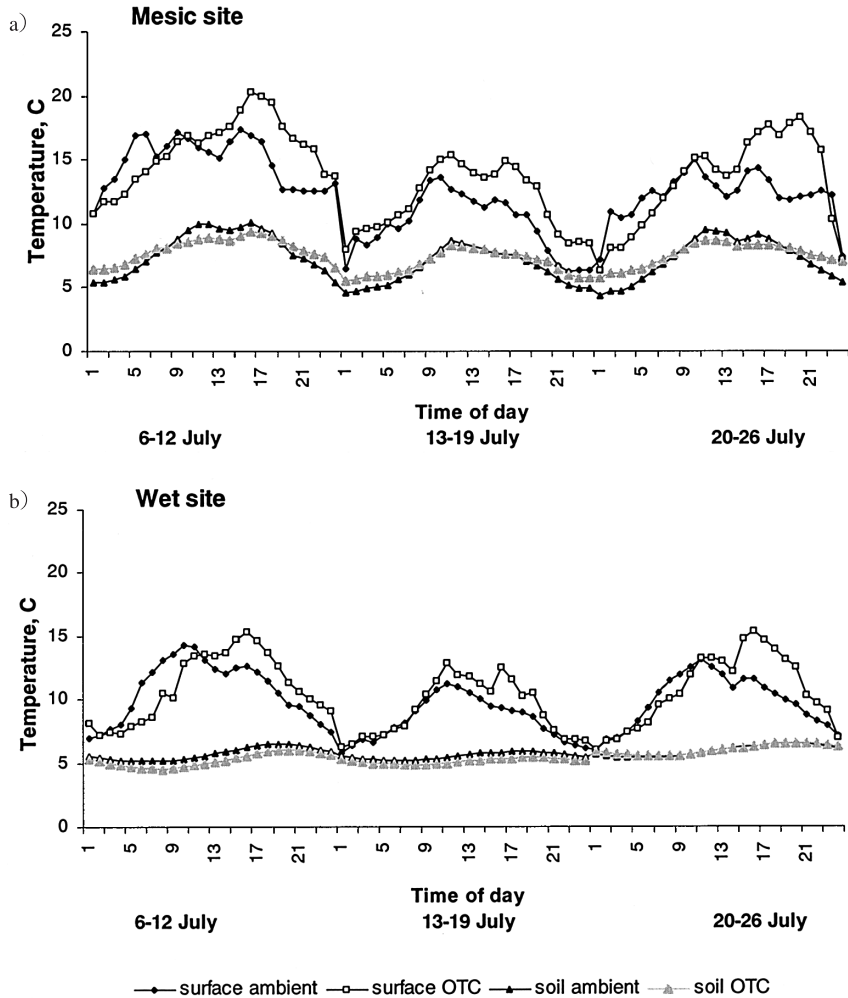 a)
Mesic site
25
20
15
10
5
0
Temperature, C
1 5 9 13 17 21 1 5 9 13 17 21 1 5 9 13 17 21
Time of day
6-12 July 13-19 July 20-26 July
b)
Wet site
25
20
15
10
5
0
Temperature, C
1 5 9 13 17 21 1 5 9 13 17 21 1 5 9 13 17 21
Time of day
6-12 July 13-19 July 20-26 July
surface ambient surface OTC soil ambient soil OTC